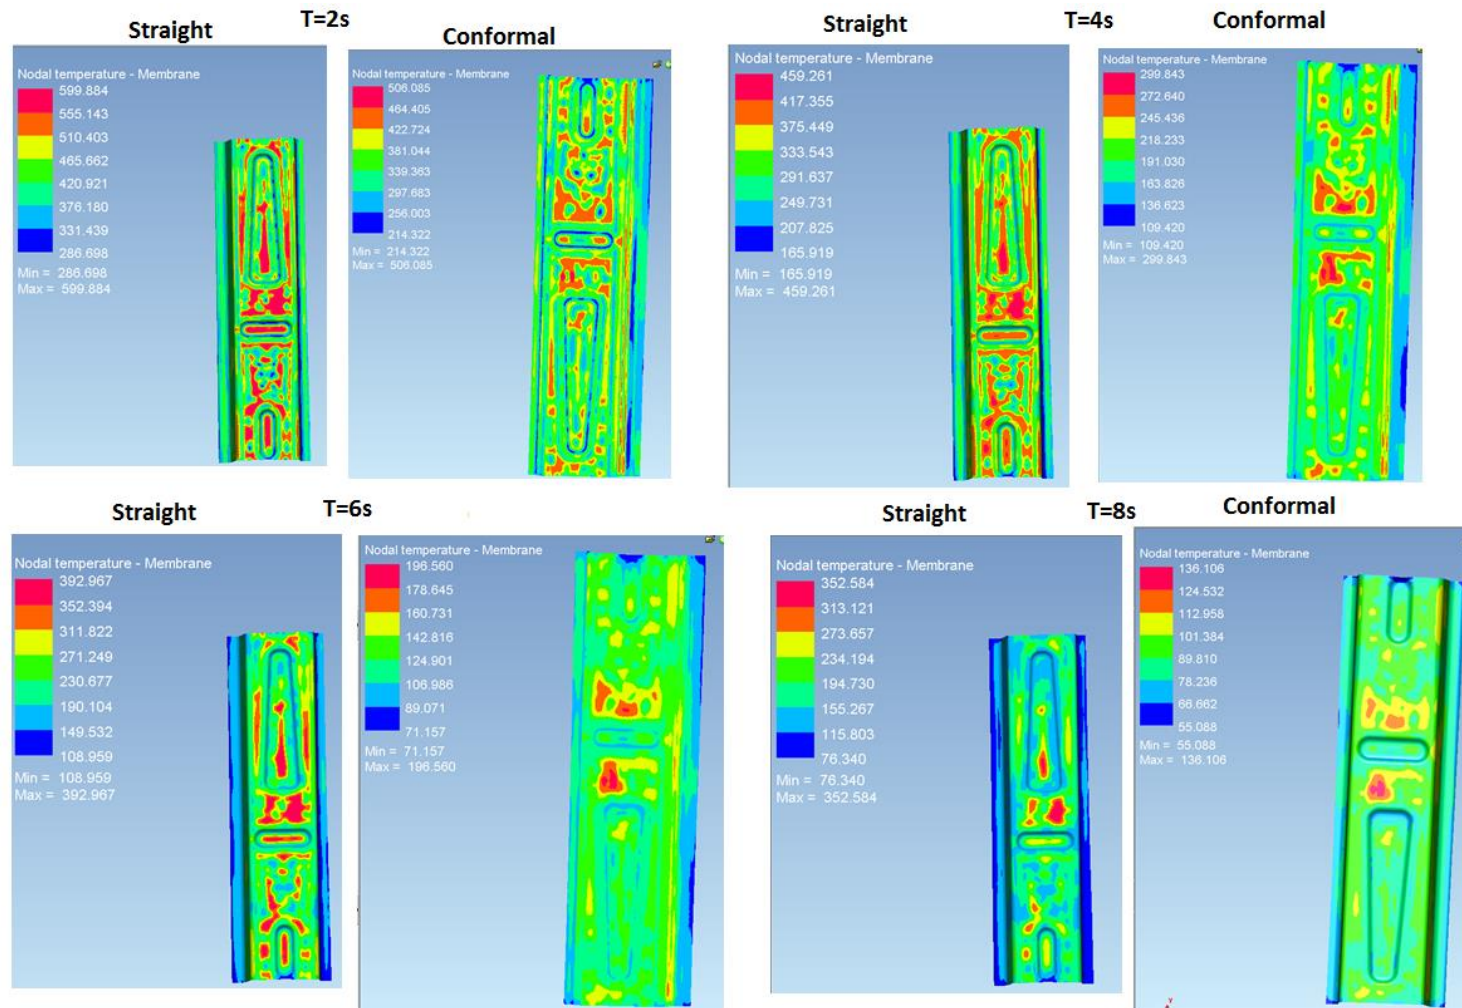 Straight
T=2s
Conformal
Nodal temperature - Membrane
599.884
555.143
510.403
465.662
420.921
376.180
331.439
286.698
Min = 286.698
Max = 599.884
Nodal temperature - Membrane
506.085
464.405
422.724
381.044
339.363
297.683
256.003
214.322
Min = 214.322
Max = 506.085
Straight
T=4s
Conformal
Nodal temperature - Membrane
459.261
417.355
375.449
333.543
291.637
249.731
207.825
165.919
Min = 165.919
Max = 459.261
Nodal temperature - Membrane
299.843
272.640
245.436
218.233
191.030
163.826
136.623
109.420
Min = 109.420
Max = 299.843
Straight
T=6s
Nodal temperature - Membrane
392.967
352.394
311.822
271.249
230.677
190.104
149.532
108.959
Min = 108.959
Max = 392.967
Nodal temperature - Membrane
196.560
178.645
160.731
142.816
124.901
106.986
89.071
71.157
Min = 71.157
Max = 196.560
Straight
T=8s
Conformal
Nodal temperature - Membrane
352.584
313.121
273.657
234.194
194.730
155.267
115.803
76.340
Min = 76.340
Max = 352.584
Nodal temperature - Membrane
136.106
124.532
112.958
101.384
89.810
78.236
66.662
55.088
Min = 55.088
Max = 136.106
Y